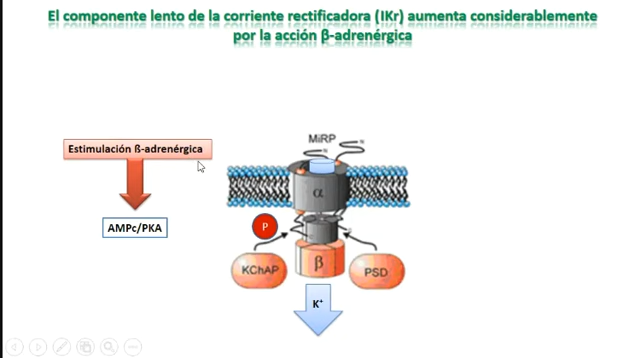 El componente lento de la corriente rectificadora (IKr) aumenta considerablemente
por la acción β-adrenérgica
MiRP
N
N
Estimulación ß-adrenérgica
α
AMPc/PKA
P
KChAP
β
PSD
K⁺